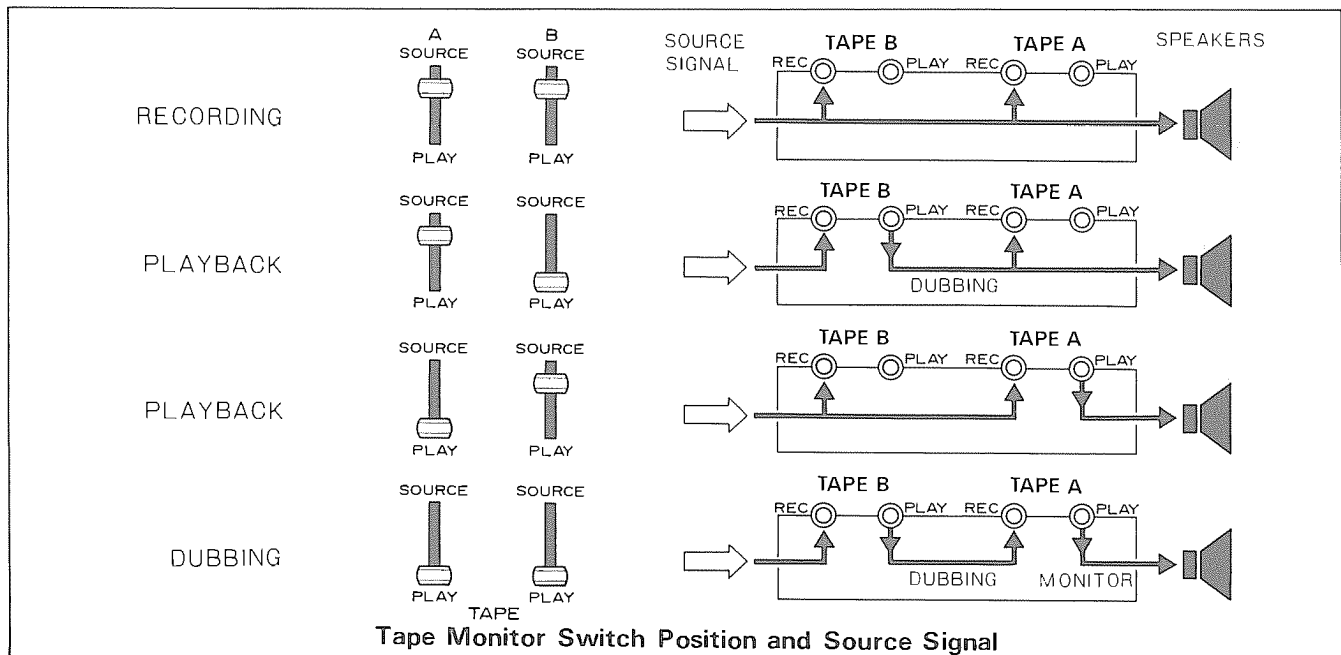 A B SOURCE SIGNAL TAPE B TAPE A SPEAKERS
SOURCE SOURCE REC PLAY REC PLAY
RECORDING
PLAY PLAY
SOURCE SOURCE TAPE B TAPE A
REC PLAY REC PLAY
PLAYBACK
PLAY PLAY DUBBING
SOURCE SOURCE TAPE B TAPE A
REC PLAY REC PLAY
PLAYBACK
PLAY PLAY
SOURCE SOURCE TAPE B TAPE A
REC PLAY REC PLAY
DUBBING
DUBBING MONITOR
PLAY PLAY
TAPE
Tape Monitor Switch Position and Source Signal